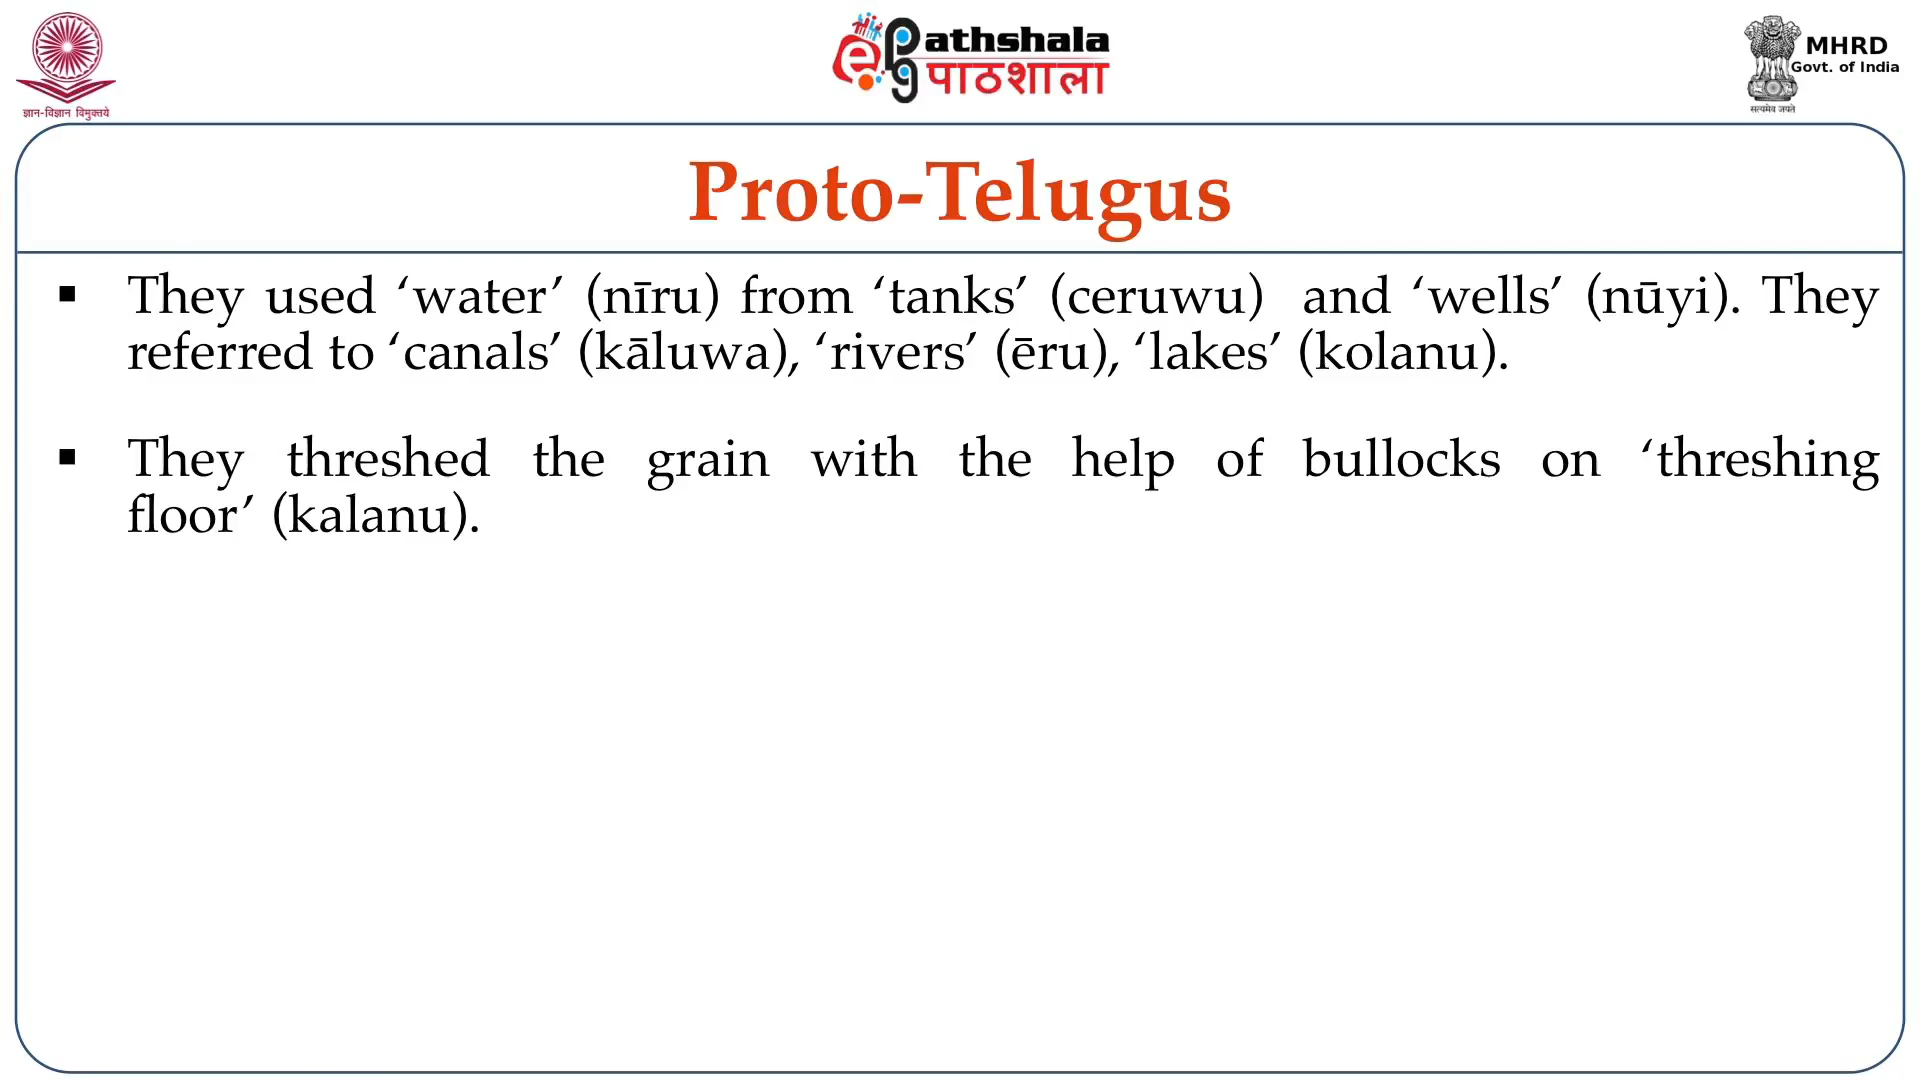 ज्ञान-विज्ञान विमुक्तये
ePathshala
पाठशाला
MHRD
Govt. of India
सत्यमेव जयते
Proto-Telugus
▪ They used ‘water’ (nīru) from ‘tanks’ (ceruwu) and ‘wells’ (nūyi). They
referred to ‘canals’ (kāluwa), ‘rivers’ (ēru), ‘lakes’ (kolanu).
▪ They threshed the grain with the help of bullocks on ‘threshing
floor’ (kalanu).